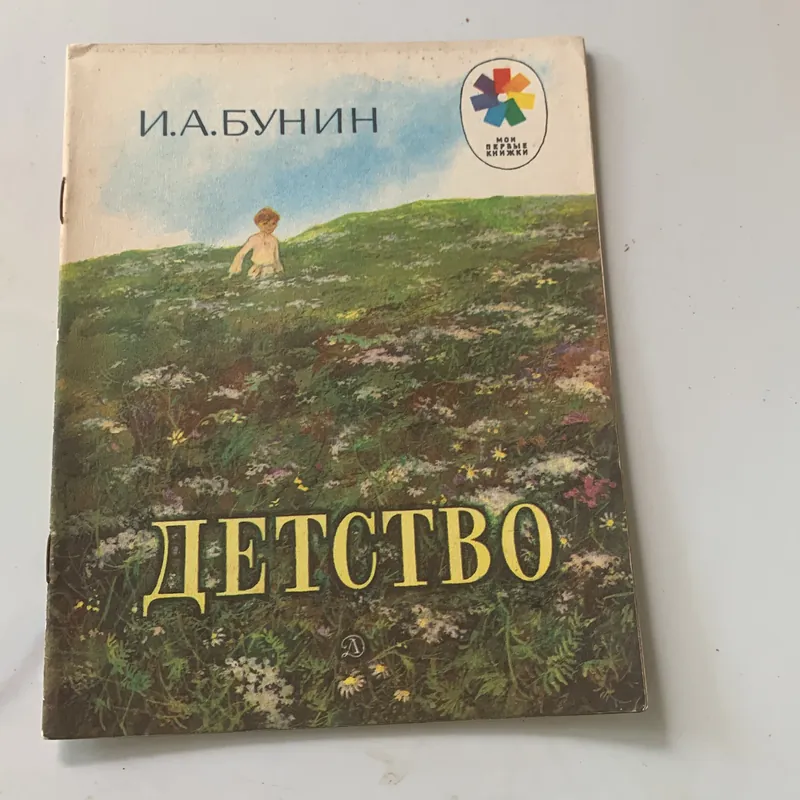 И.А.БУНИН
МОИ
ПЕРВЫЕ
КНИЖКИ
ДЕТСТВО
Д